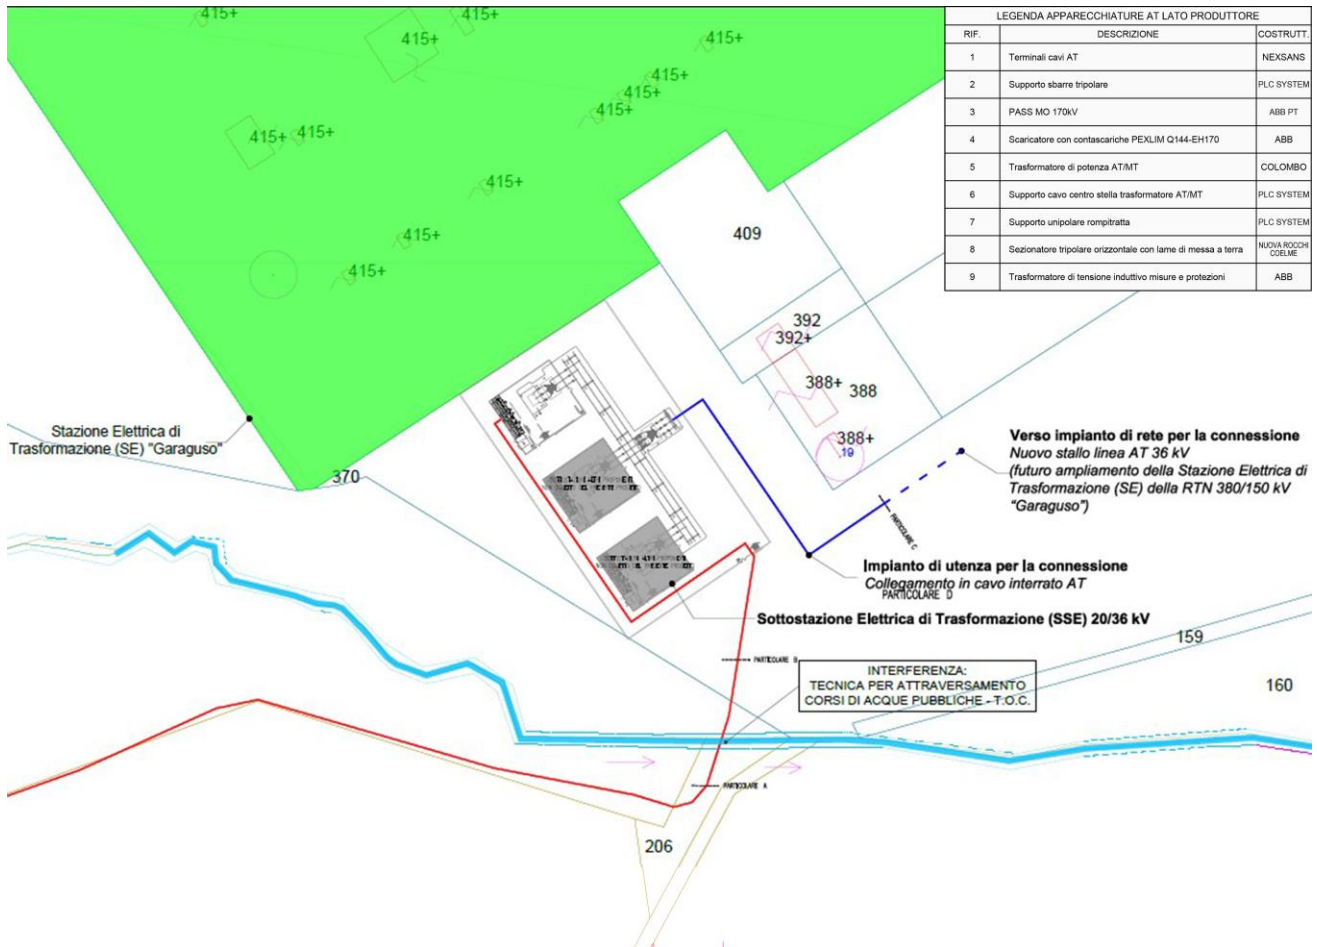 415+
415+
415+
415+
415+
415+
415+
415+
415+
415+
415+
415+
LEGENDA APPARECCHIATURE AT LATO PRODUTTORE
RIF. DESCRIZIONE COSTRUTT.
1 Terminali cavi AT NEXSANS
2 Supporto sbarre tripolare PLC SYSTEM
3 PASS MO 170kV ABB PT
4 Scaricatore con contascariche PEXLIM Q144-EH170 ABB
5 Trasformatore di potenza AT/MT COLOMBO
6 Supporto cavo centro stella trasformatore AT/MT PLC SYSTEM
7 Supporto unipolare rompitratta PLC SYSTEM
8 Sezionatore tripolare orizzontale con lame di messa a terra NUOVA ROCCHI
COELME
9 Trasformatore di tensione induttivo misure e protezioni ABB
409
392
392+
388+ 388
388+
19
Stazione Elettrica di
Trasformazione (SE) "Garaguso"
370
Verso impianto di rete per la connessione
Nuovo stallo linea AT 36 kV
(futuro ampliamento della Stazione Elettrica di
Trasformazione (SE) della RTN 380/150 kV
"Garaguso")
PARTICOLARE C
Impianto di utenza per la connessione
Collegamento in cavo interrato AT
PARTICOLARE D
Sottostazione Elettrica di Trasformazione (SSE) 20/36 kV
159
PARTICOLARE B
INTERFERENZA:
TECNICA PER ATTRAVERSAMENTO
CORSI DI ACQUE PUBBLICHE - T.O.C.
160
PARTICOLARE A
206